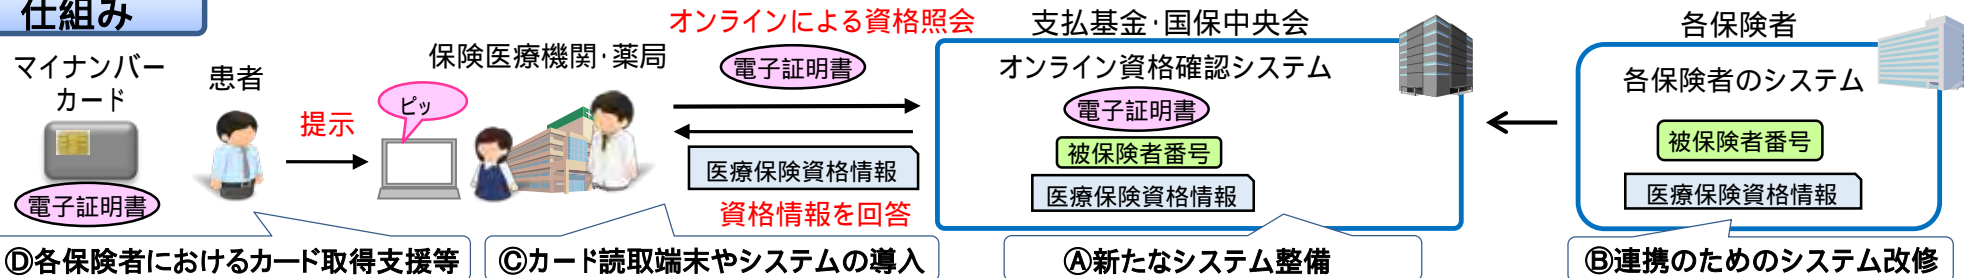 仕組み
マイナンバー
カード
電子証明書
患者
提示
保険医療機関・薬局
ピッ
オンラインによる資格照会
電子証明書
医療保険資格情報
資格情報を回答
支払基金・国保中央会
オンライン資格確認システム
電子証明書
被保険者番号
医療保険資格情報
各保険者
各保険者のシステム
被保険者番号
医療保険資格情報
Ⓓ各保険者におけるカード取得支援等
Ⓒカード読取端末やシステムの導入
Ⓐ新たなシステム整備
Ⓑ連携のためのシステム改修